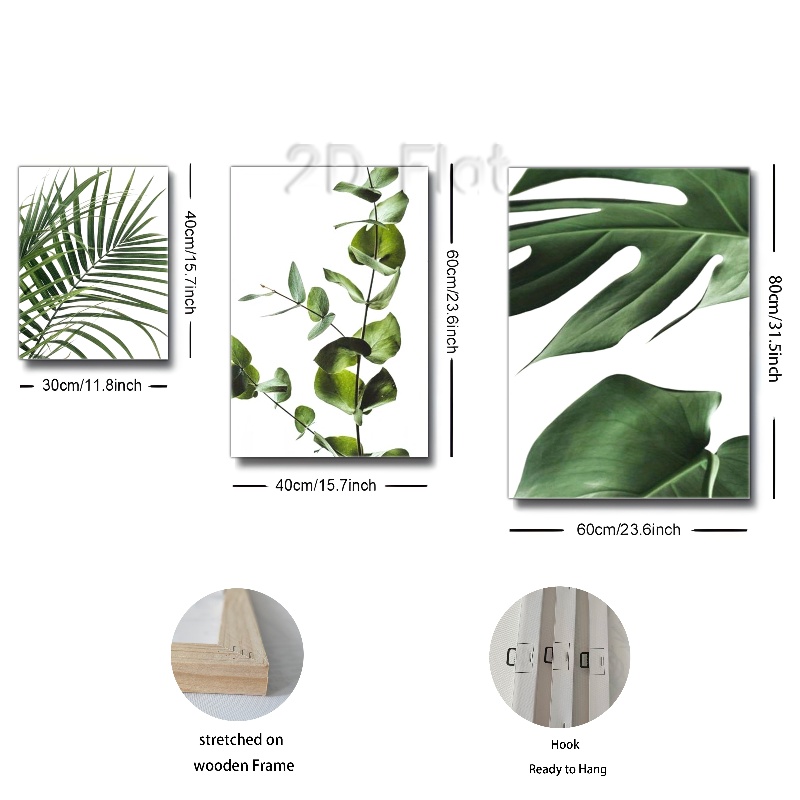 2D Flat
40cm/15.7inch
30cm/11.8inch
60cm/23.6inch
40cm/15.7inch
80cm/31.5inch
60cm/23.6inch
stretched on
wooden Frame
Hook
Ready to Hang